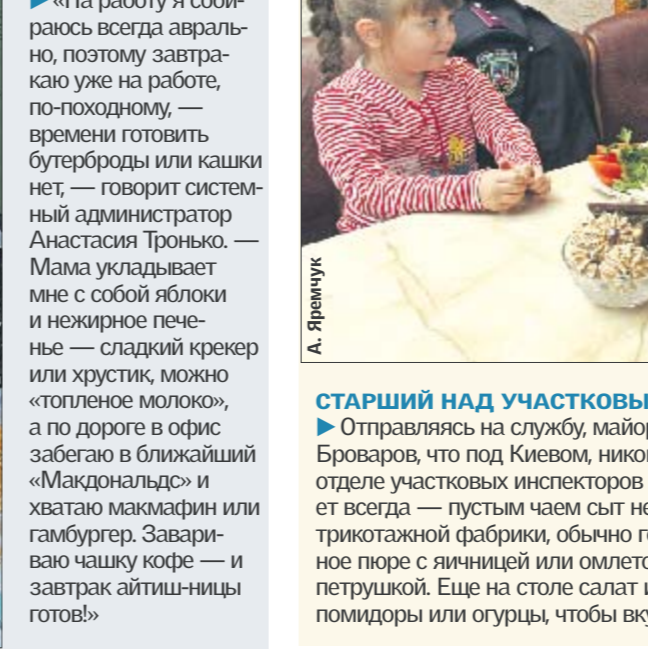 ▶ «На работу я соби-
раюсь всегда авраль-
но, поэтому завтра-
каю уже на работе,
по-походному, —
времени готовить
бутерброды или кашки
нет, — говорит систем-
ный администратор
Анастасия Тронько. —
Мама укладывает
мне с собой яблоки
и нежирное пече-
нье — сладкий крекер
или хрустик, можно
«топленое молоко»,
а по дороге в офис
забегаю в ближайший
«Макдональдс» и
хватаю макмафин или
гамбургер. Завари-
ваю чашку кофе — и
завтрак айтиш-ницы
готов!»
А. Яремчук
СТАРШИЙ НАД УЧАСТКОВЫ
▶ Отправляясь на службу, майор
Броваров, что под Киевом, нико
отделе участковых инспекторов
ет всегда — пустым чаем сыт не
трикотажной фабрики, обычно г
ное пюре с яичницей или омлето
петрушкой. Еще на столе салат и
помидоры или огурцы, чтобы вку